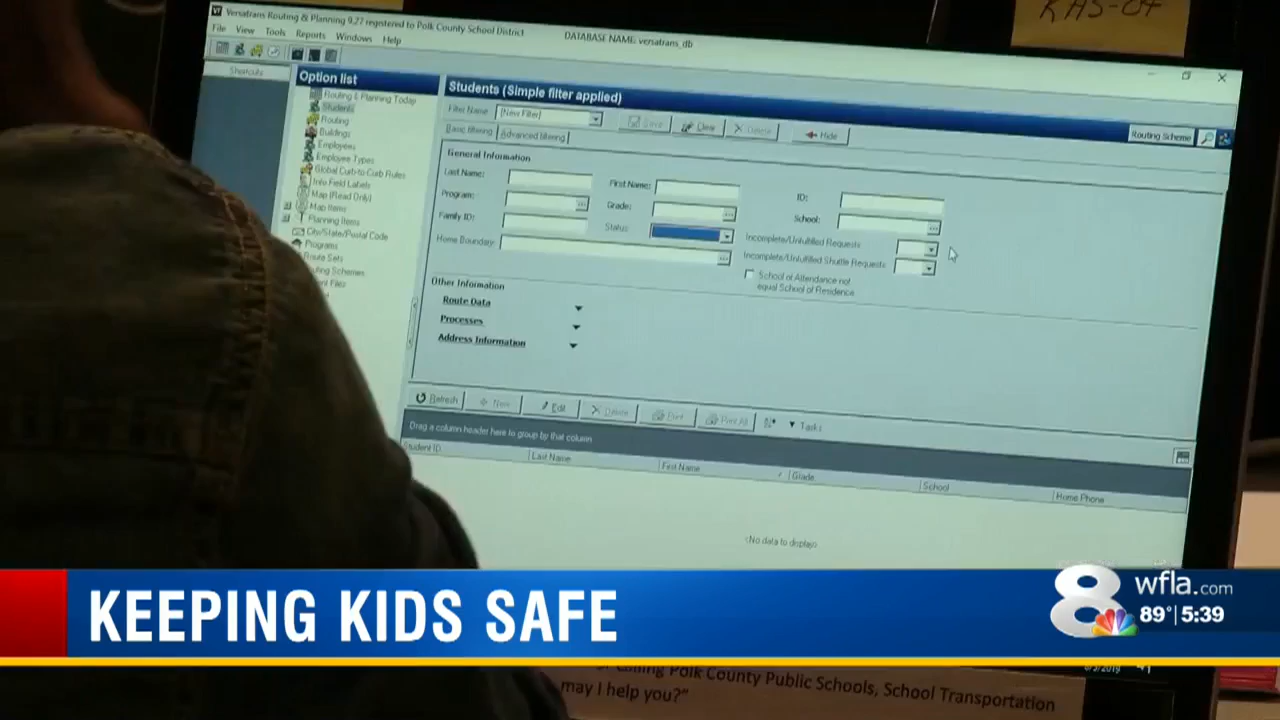 KHS-04
Versatrans Routing & Planning 9.27 registered to Polk County School District
DATABASE NAME: versatrans_db
File View Tools Reports Windows Help
Shortcuts
Option list
Routing & Planning Today
Students
Routing
Buildings
Employees
Employee Types
Global Curb-to-Curb Rules
Info Field Labels
Map (Read Only)
Map Items
Planning Items
City/State/Postal Code
Programs
Route Sets
Routing Schemes
Files
Students (Simple filter applied)
Filter Name: [New Filter] Save Clear Delete Hide
Routing Scheme
Basic filtering Advanced filtering
General Information
Last Name: First Name: ID:
Program: Grade: School:
Family ID: Status: Incomplete/Unfulfilled Requests
Home Boundary: Incomplete/Unfulfilled Shuttle Requests
School of Attendance not
equal School of Residence
Other Information
Route Data
Processes
Address Information
Refresh New Edit Delete Print Print All Tasks
Drag a column header here to group by that column
Student ID Last Name First Name Grade School Home Phone
<No data to display>
KEEPING KIDS SAFE
8 wfla.com
89° 5:39
calling Polk County Public Schools, School Transportation
may I help you?"